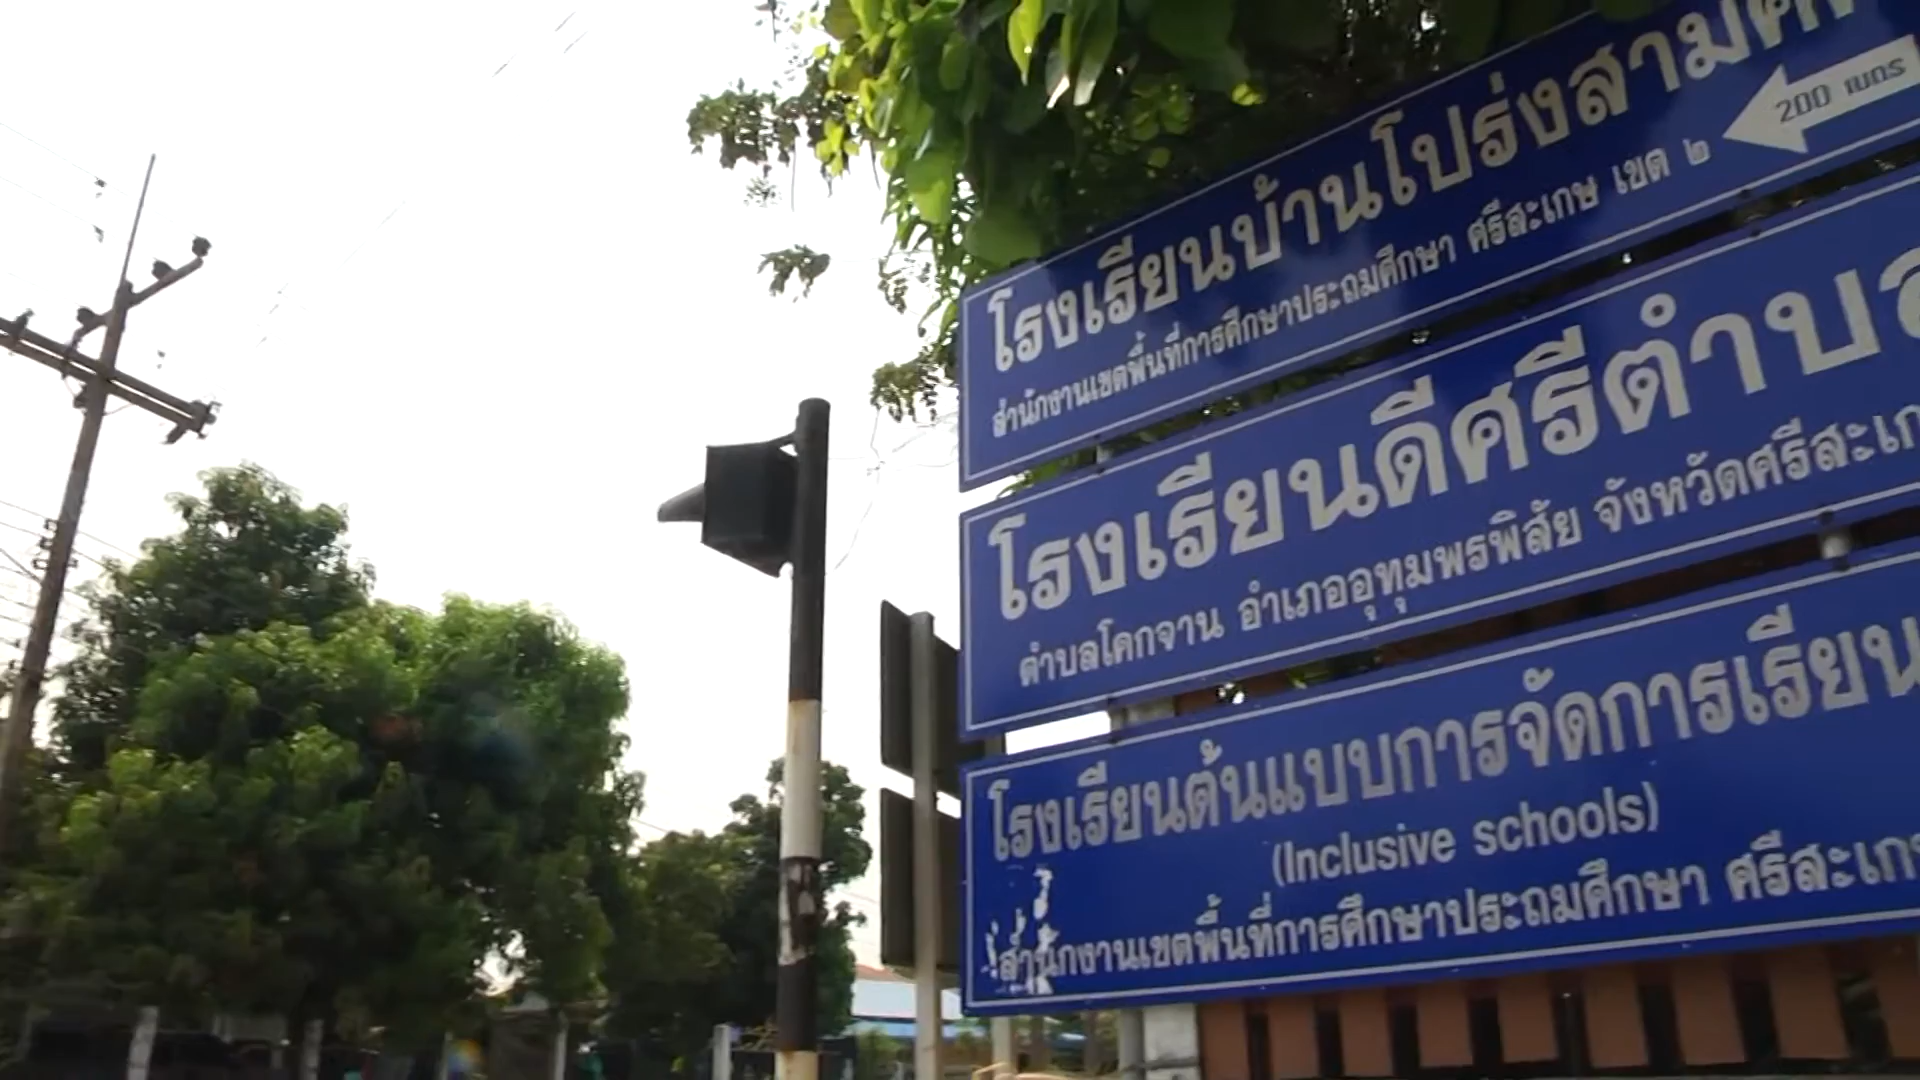 โรงเรียนบ้านโปร่งสาม
200 เมตร
สำนักงานเขตพื้นที่การศึกษาประถมศึกษา ศรีสะเกษ เขต ๒
โรงเรียนดีศรีตำบล
ตำบลโคกจาน อำเภออุทุมพรพิสัย จังหวัดศรีสะเก
โรงเรียนต้นแบบการจัดการเรียน
(Inclusive schools)
สำนักงานเขตพื้นที่การศึกษาประถมศึกษา ศรีสะเกษ